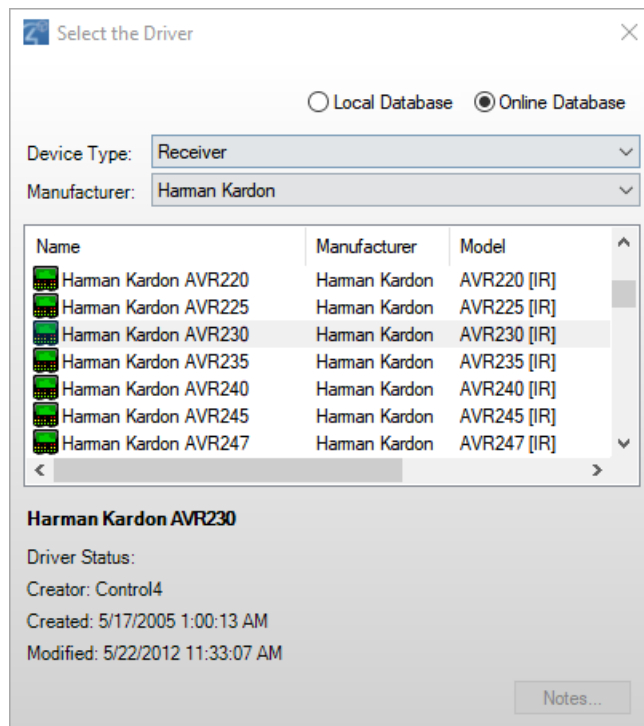 Select the Driver
Local Database Online Database
Device Type: Receiver
Manufacturer: Harman Kardon
Name Manufacturer Model
Harman Kardon AVR220 Harman Kardon AVR220 [IR]
Harman Kardon AVR225 Harman Kardon AVR225 [IR]
Harman Kardon AVR230 Harman Kardon AVR230 [IR]
Harman Kardon AVR235 Harman Kardon AVR235 [IR]
Harman Kardon AVR240 Harman Kardon AVR240 [IR]
Harman Kardon AVR245 Harman Kardon AVR245 [IR]
Harman Kardon AVR247 Harman Kardon AVR247 [IR]
Harman Kardon AVR230
Driver Status:
Creator: Control4
Created: 5/17/2005 1:00:13 AM
Modified: 5/22/2012 11:33:07 AM
Notes...